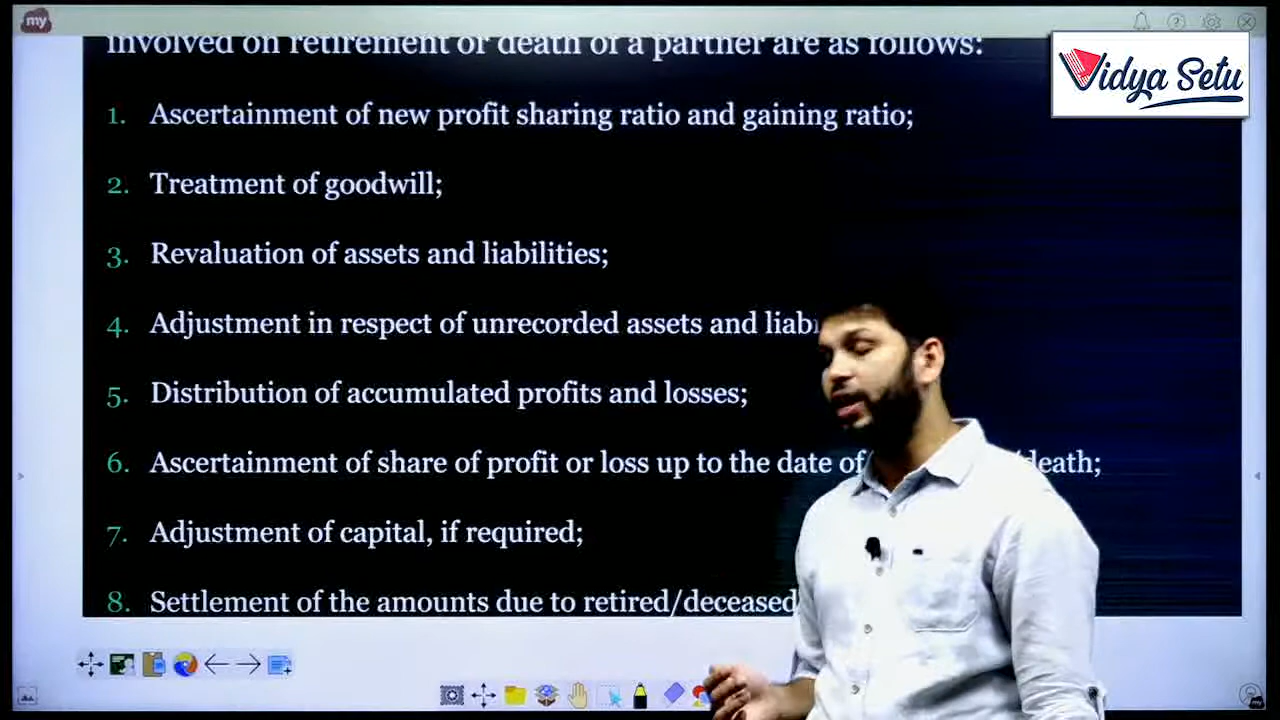 my
involved on retirement or death of a partner are as follows:
Vidya Setu
1. Ascertainment of new profit sharing ratio and gaining ratio;
2. Treatment of goodwill;
3. Revaluation of assets and liabilities;
4. Adjustment in respect of unrecorded assets and
5. Distribution of accumulated profits and losses;
6. Ascertainment of share of profit or loss up to the date of /death;
7. Adjustment of capital, if required;
8. Settlement of the amounts due to retired/deceased